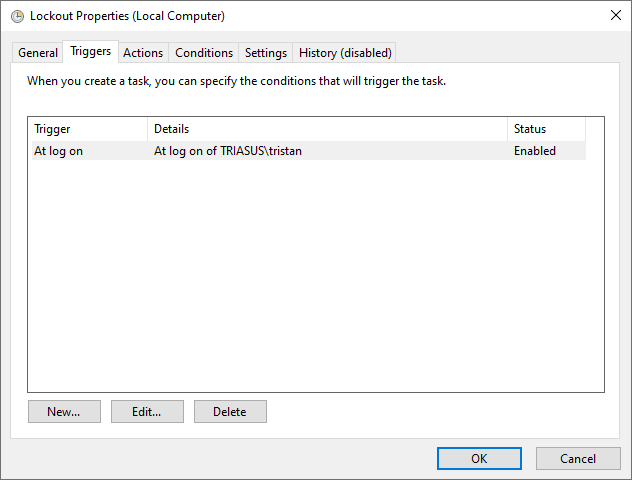 Lockout Properties (Local Computer)
General Triggers Actions Conditions Settings History (disabled)
When you create a task, you can specify the conditions that will trigger the task.
Trigger Details Status
At log on At log on of TRIASUS\tristan Enabled
New... Edit... Delete
OK Cancel